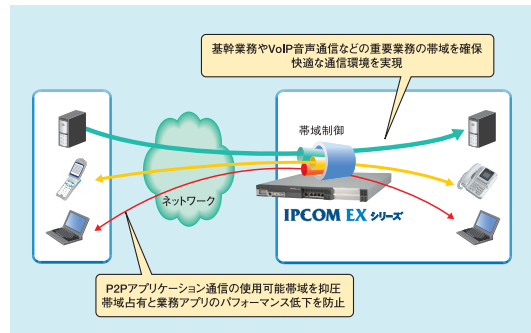 基幹業務やVoIP音声通信などの重要業務の帯域を確保
快適な通信環境を実現
帯域制御
ネットワーク
IPCOM EX シリーズ
P2Pアプリケーション通信の使用可能帯域を抑圧
帯域占有と業務アプリのパフォーマンス低下を防止